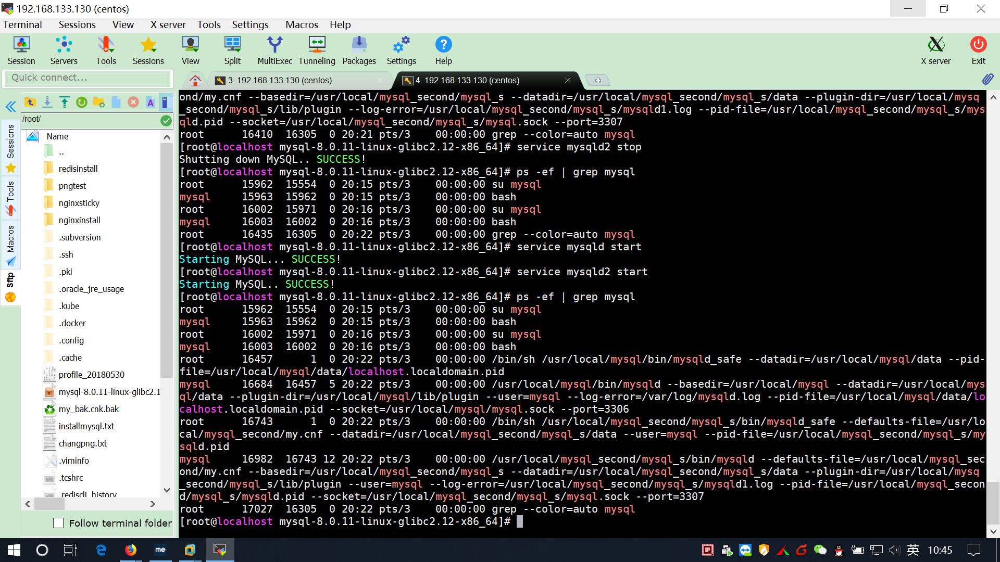 192.168.133.130 (centos)
Terminal Sessions View X server Tools Settings Macros Help
Session Servers Tools Sessions View Split MultiExec Tunneling Packages Settings Help X server Exit
Quick connect...
3. 192.168.133.130 (centos)
4. 192.168.133.130 (centos)
Sessions
Tools
Macros
Sftp
/root/
Name
..
redisinstall
pngtest
nginxsticky
nginxinstall
.subversion
.ssh
.pki
.oracle_jre_usage
.kube
.docker
.config
.cache
profile_20180530
mysql-8.0.11-linux-glibc2.1
my_bak.cnk.bak
installmysql.txt
changpng.txt
.viminfo
.tcshrc
.rediscli_history
Follow terminal folder
ond/my.cnf --basedir=/usr/local/mysql_second/mysql_s --datadir=/usr/local/mysql_second/mysql_s/data --plugin-dir=/usr/local/mysq
_second/mysql_s/lib/plugin --log-error=/usr/local/mysql_second/mysql_s/mysqld1.log --pid-file=/usr/local/mysql_second/mysql_s/mys
qld.pid --socket=/usr/local/mysql_second/mysql_s/mysql.sock --port=3307
root      16410  16305  0 20:21 pts/3    00:00:00 grep --color=auto mysql
[root@localhost mysql-8.0.11-linux-glibc2.12-x86_64]# service mysqld2 stop
Shutting down MySQL.. SUCCESS!
[root@localhost mysql-8.0.11-linux-glibc2.12-x86_64]# ps -ef | grep mysql
root      15962  15554  0 20:15 pts/3    00:00:00 su mysql
mysql     15963  15962  0 20:15 pts/3    00:00:00 bash
root      16002  15971  0 20:16 pts/3    00:00:00 su mysql
mysql     16003  16002  0 20:16 pts/3    00:00:00 bash
root      16435  16305  0 20:22 pts/3    00:00:00 grep --color=auto mysql
[root@localhost mysql-8.0.11-linux-glibc2.12-x86_64]# service mysqld start
Starting MySQL... SUCCESS!
[root@localhost mysql-8.0.11-linux-glibc2.12-x86_64]# service mysqld2 start
Starting MySQL.. SUCCESS!
[root@localhost mysql-8.0.11-linux-glibc2.12-x86_64]# ps -ef | grep mysql
root      15962  15554  0 20:15 pts/3    00:00:00 su mysql
mysql     15963  15962  0 20:15 pts/3    00:00:00 bash
root      16002  15971  0 20:16 pts/3    00:00:00 su mysql
mysql     16003  16002  0 20:16 pts/3    00:00:00 bash
root      16457      1  0 20:22 pts/3    00:00:00 /bin/sh /usr/local/mysql/bin/mysqld_safe --datadir=/usr/local/mysql/data --pid-
file=/usr/local/mysql/data/localhost.localdomain.pid
mysql     16684  16457  5 20:22 pts/3    00:00:00 /usr/local/mysql/bin/mysqld --basedir=/usr/local/mysql --datadir=/usr/local/mys
ql/data --plugin-dir=/usr/local/mysql/lib/plugin --user=mysql --log-error=/var/log/mysqld.log --pid-file=/usr/local/mysql/data/lo
calhost.localdomain.pid --socket=/usr/local/mysql/mysql.sock --port=3306
root      16743      1  0 20:22 pts/3    00:00:00 /bin/sh /usr/local/mysql_second/mysql_s/bin/mysqld_safe --defaults-file=/usr/lo
cal/mysql_second/my.cnf --datadir=/usr/local/mysql_second/mysql_s/data --user=mysql --pid-file=/usr/local/mysql_second/mysql_s/my
sqld.pid
mysql     16982  16743 12 20:22 pts/3    00:00:00 /usr/local/mysql_second/mysql_s/bin/mysqld --defaults-file=/usr/local/mysql_sec
ond/my.cnf --basedir=/usr/local/mysql_second/mysql_s --datadir=/usr/local/mysql_second/mysql_s/data --plugin-dir=/usr/local/mysq
_second/mysql_s/lib/plugin --user=mysql --log-error=/usr/local/mysql_second/mysql_s/mysqld1.log --pid-file=/usr/local/mysql_secon
d/mysql_s/mysqld.pid --socket=/usr/local/mysql_second/mysql_s/mysql.sock --port=3307
root      17027  16305  0 20:22 pts/3    00:00:00 grep --color=auto mysql
[root@localhost mysql-8.0.11-linux-glibc2.12-x86_64]#
me
英 10:45